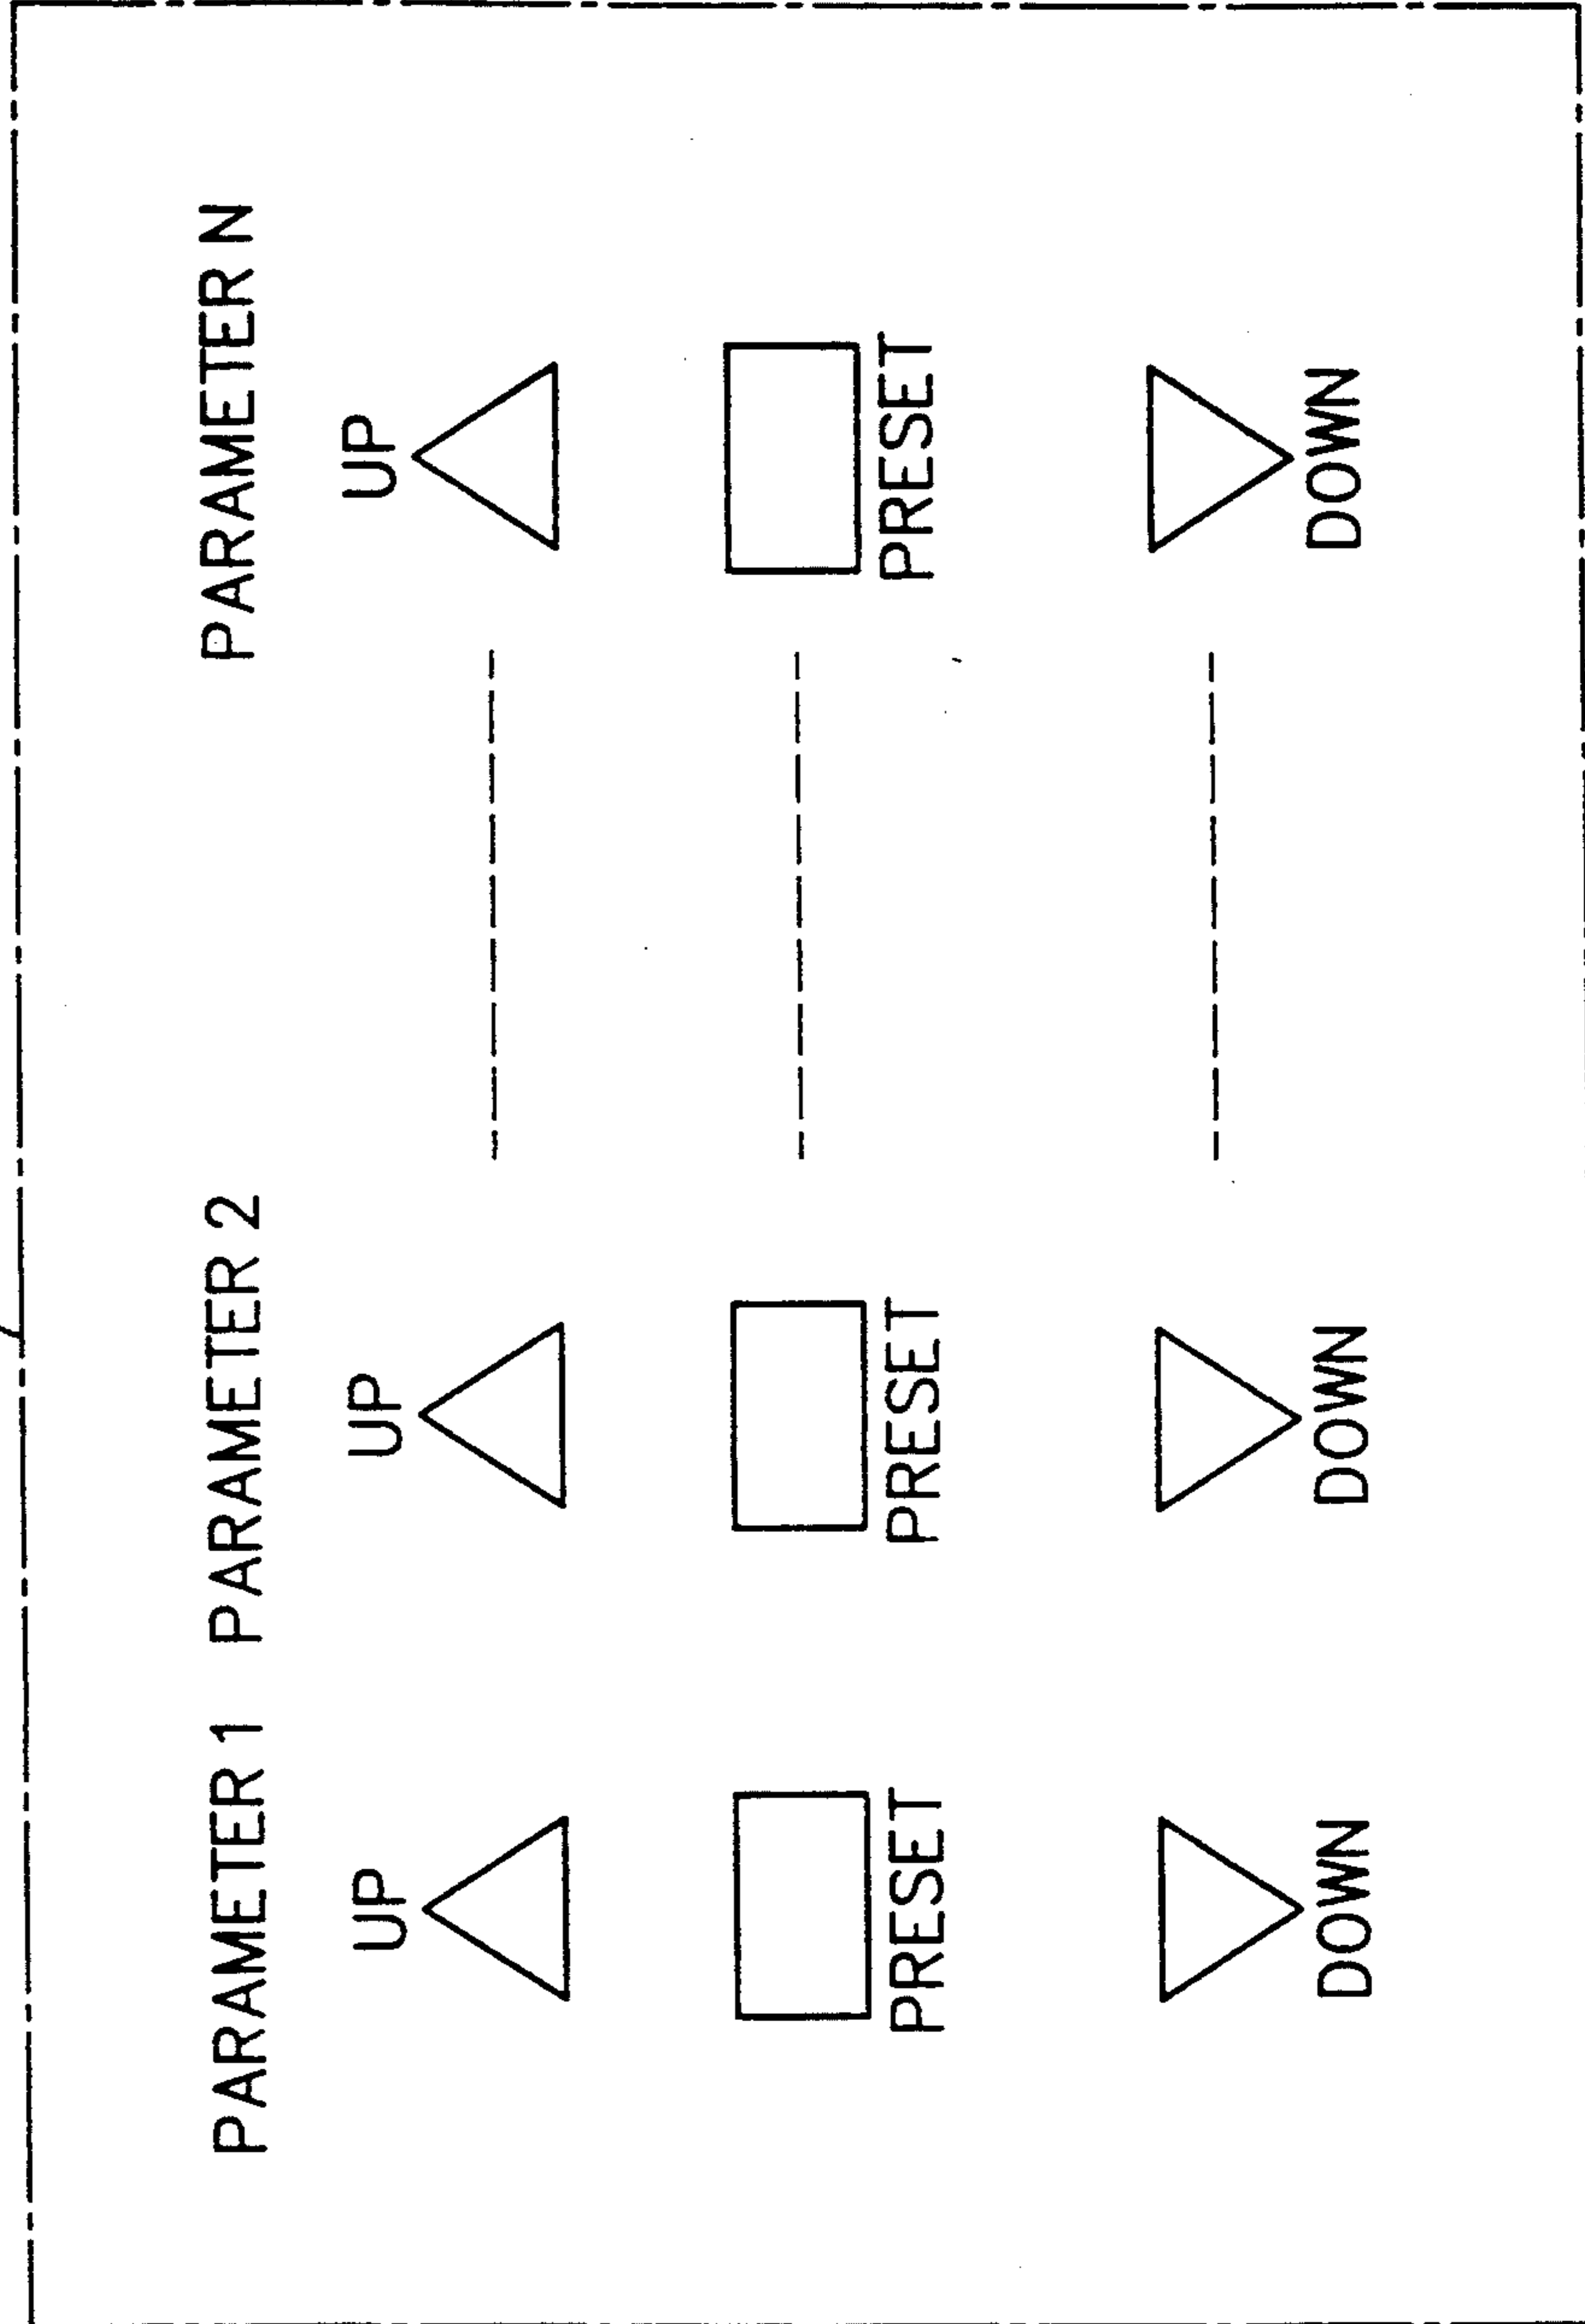 PARAMETER 1 PARAMETER 2 PARAMETER N
UP UP UP
PRESET PRESET PRESET
DOWN DOWN DOWN